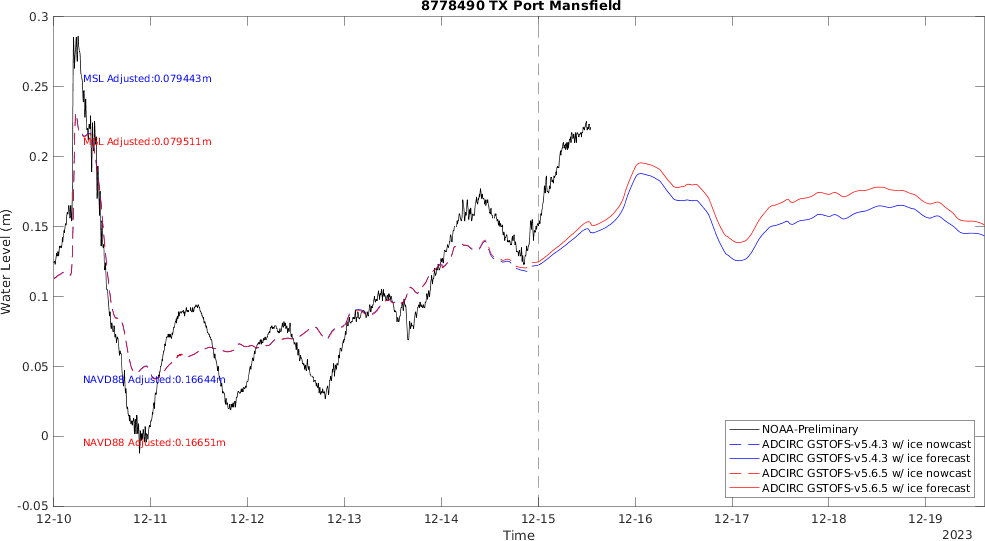 8778490 TX Port Mansfield
0.3
0.25
0.2
0.15
0.1
0.05
0
-0.05
Water Level (m)
MSL Adjusted:0.079443m
MSL Adjusted:0.079511m
NAVD88 Adjusted:0.16644m
NAVD88 Adjusted:0.16651m
NOAA-Preliminary
ADCIRC GSTOFS-v5.4.3 w/ ice nowcast
ADCIRC GSTOFS-v5.4.3 w/ ice forecast
ADCIRC GSTOFS-v5.6.5 w/ ice nowcast
ADCIRC GSTOFS-v5.6.5 w/ ice forecast
12-10 12-11 12-12 12-13 12-14 12-15 12-16 12-17 12-18 12-19
Time
2023